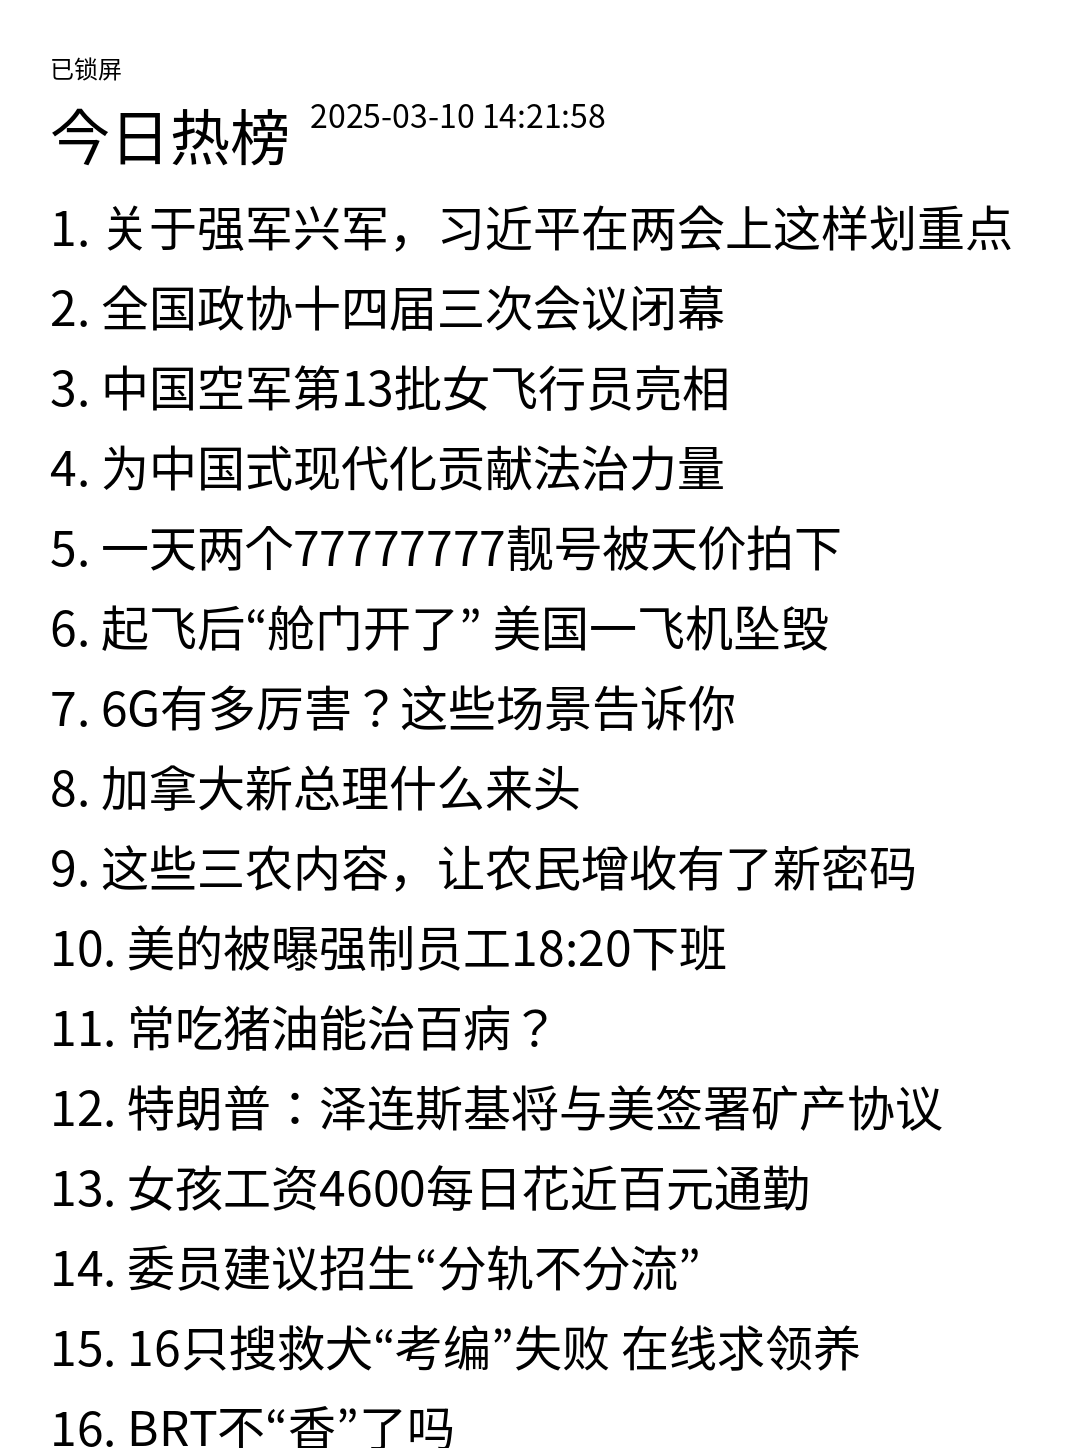 已锁屏
今日热榜 2025-03-10 14:21:58
1. 关于强军兴军，习近平在两会上这样划重点
2. 全国政协十四届三次会议闭幕
3. 中国空军第13批女飞行员亮相
4. 为中国式现代化贡献法治力量
5. 一天两个77777777靓号被天价拍下
6. 起飞后“舱门开了” 美国一飞机坠毁
7. 6G有多厉害？这些场景告诉你
8. 加拿大新总理什么来头
9. 这些三农内容，让农民增收有了新密码
10. 美的被曝强制员工18:20下班
11. 常吃猪油能治百病？
12. 特朗普：泽连斯基将与美签署矿产协议
13. 女孩工资4600每日花近百元通勤
14. 委员建议招生“分轨不分流”
15. 16只搜救犬“考编”失败 在线求领养
16. BRT不“香”了吗